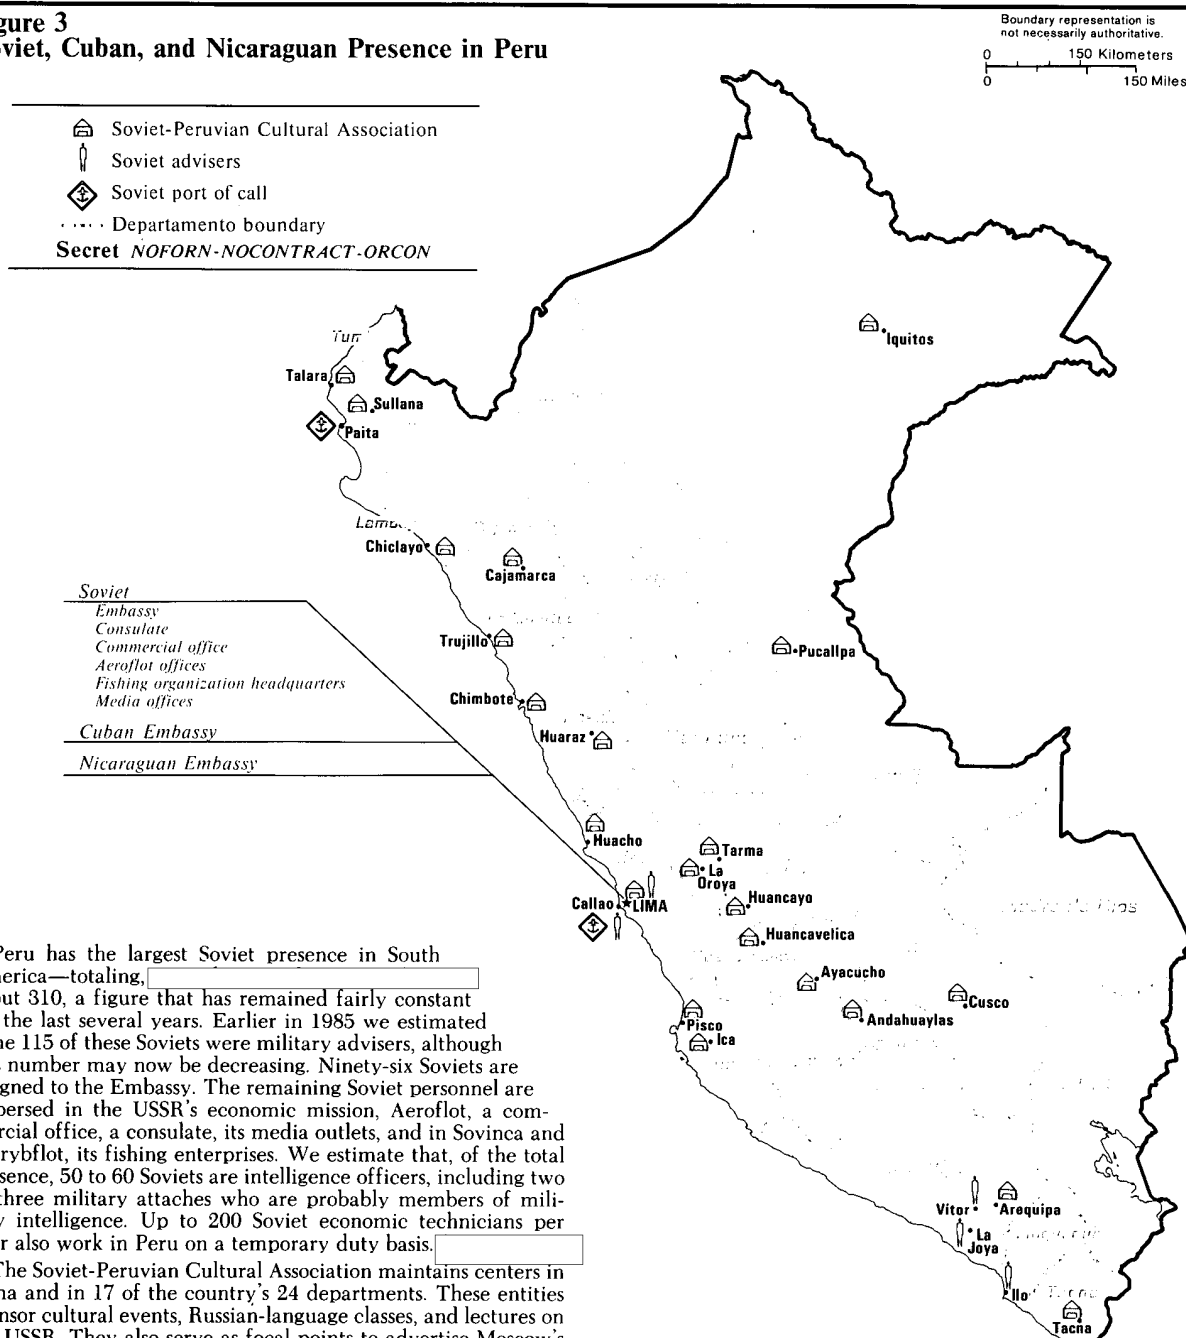 gure 3
viet, Cuban, and Nicaraguan Presence in Peru
Boundary representation is
not necessarily authoritative.
0 150 Kilometers
0 150 Miles
Soviet-Peruvian Cultural Association
Soviet advisers
Soviet port of call
Departamento boundary
Secret NOFORN-NOCONTRACT-ORCON
Iquitos
Talara
Sullana
Paita
Chiclayo
Cajamarca
Trujillo
Pucallpa
Chimbote
Huaraz
Soviet
Embassy
Consulate
Commercial office
Aeroflot offices
Fishing organization headquarters
Media offices
Cuban Embassy
Nicaraguan Embassy
Huacho
Tarma
La
Oroya
Callao
LIMA
Huancayo
Huancavelica
Ayacucho
Andahuaylas
Cusco
Pisco
Ica
Vítor
Arequipa
La
Joya
Ilo
Tacna
Peru has the largest Soviet presence in South
erica—totaling,
ut 310, a figure that has remained fairly constant
the last several years. Earlier in 1985 we estimated
ne 115 of these Soviets were military advisers, although
number may now be decreasing. Ninety-six Soviets are
gned to the Embassy. The remaining Soviet personnel are
persed in the USSR's economic mission, Aeroflot, a com-
rcial office, a consulate, its media outlets, and in Sovinca and
rybflot, its fishing enterprises. We estimate that, of the total
sence, 50 to 60 Soviets are intelligence officers, including two
three military attaches who are probably members of mili-
y intelligence. Up to 200 Soviet economic technicians per
r also work in Peru on a temporary duty basis.
The Soviet-Peruvian Cultural Association maintains centers in
na and in 17 of the country's 24 departments. These entities
nsor cultural events, Russian-language classes, and lectures on
USSR. They also serve as focal points to advertise Moscow's